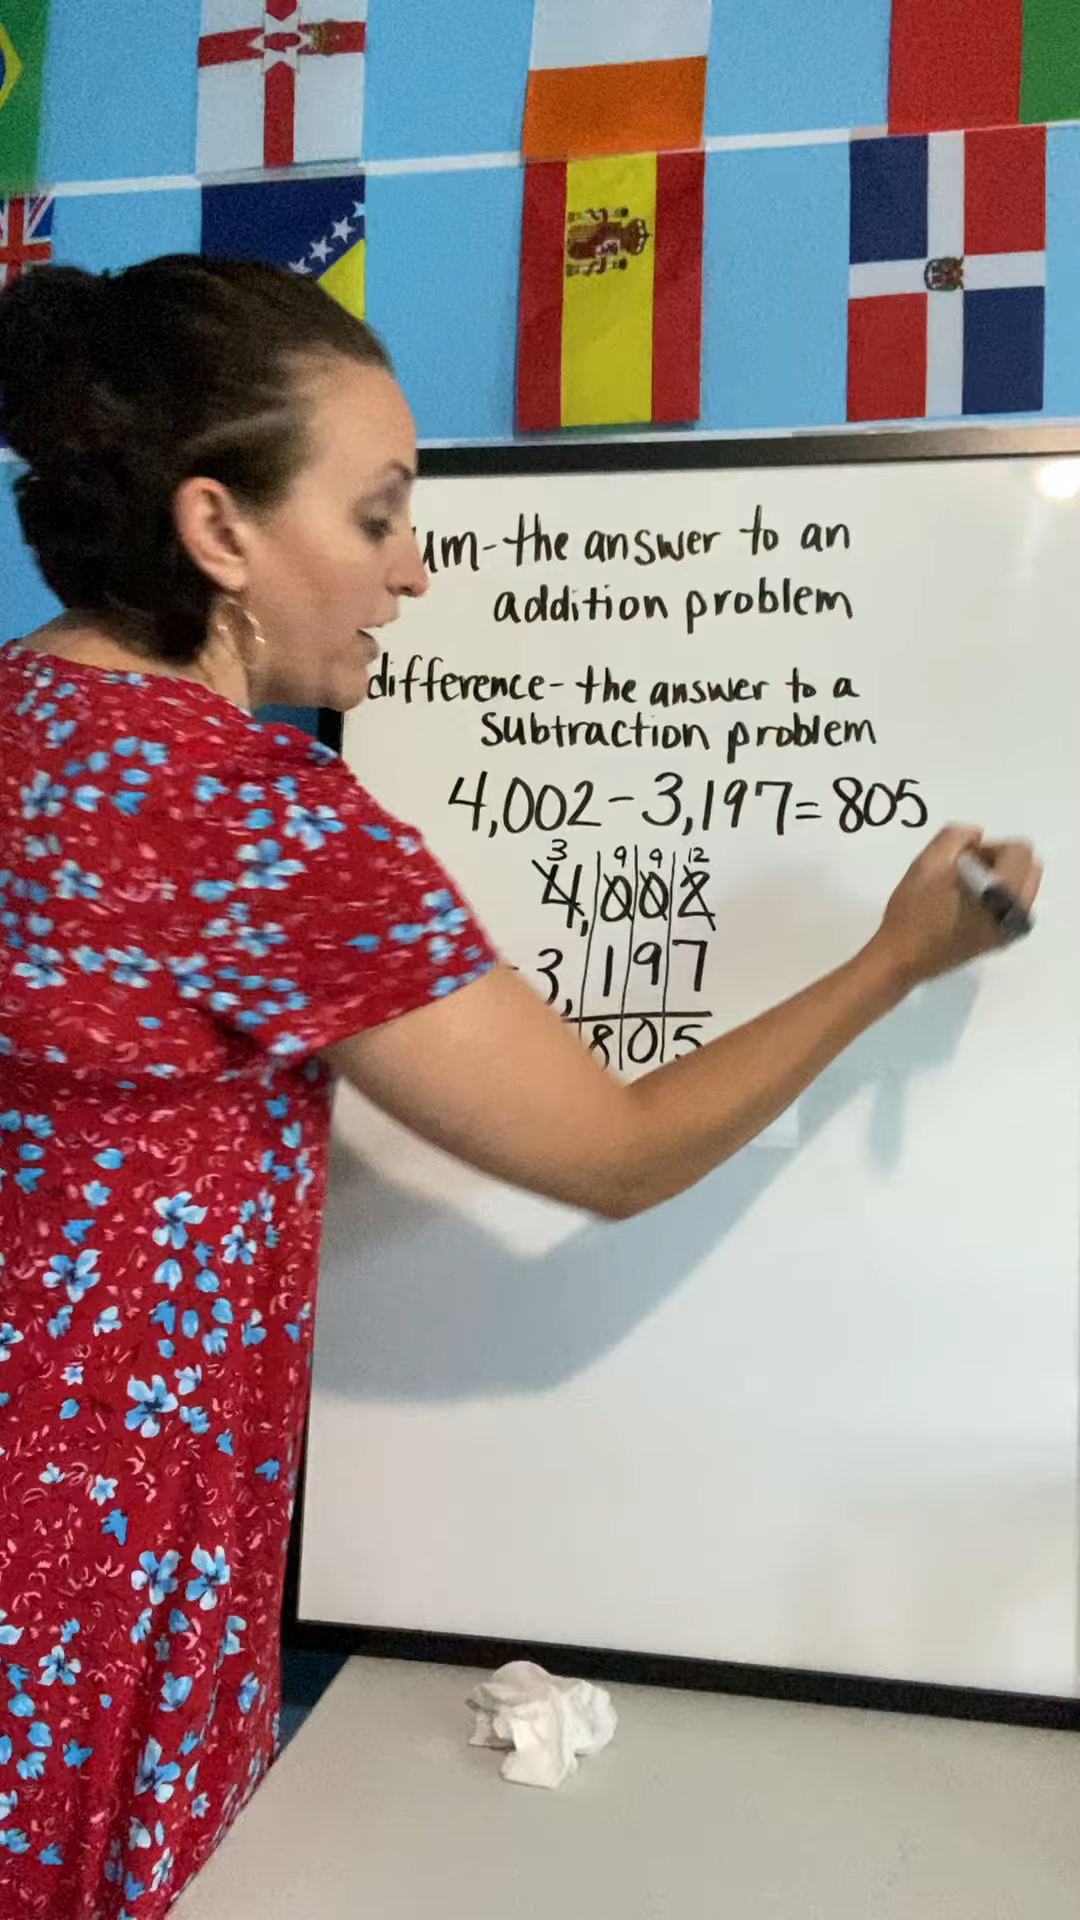 um-the answer to an
addition problem
difference- the answer to a
subtraction problem
4,002-3,197=805
3 9 9 12
4,002
- 3,197
805